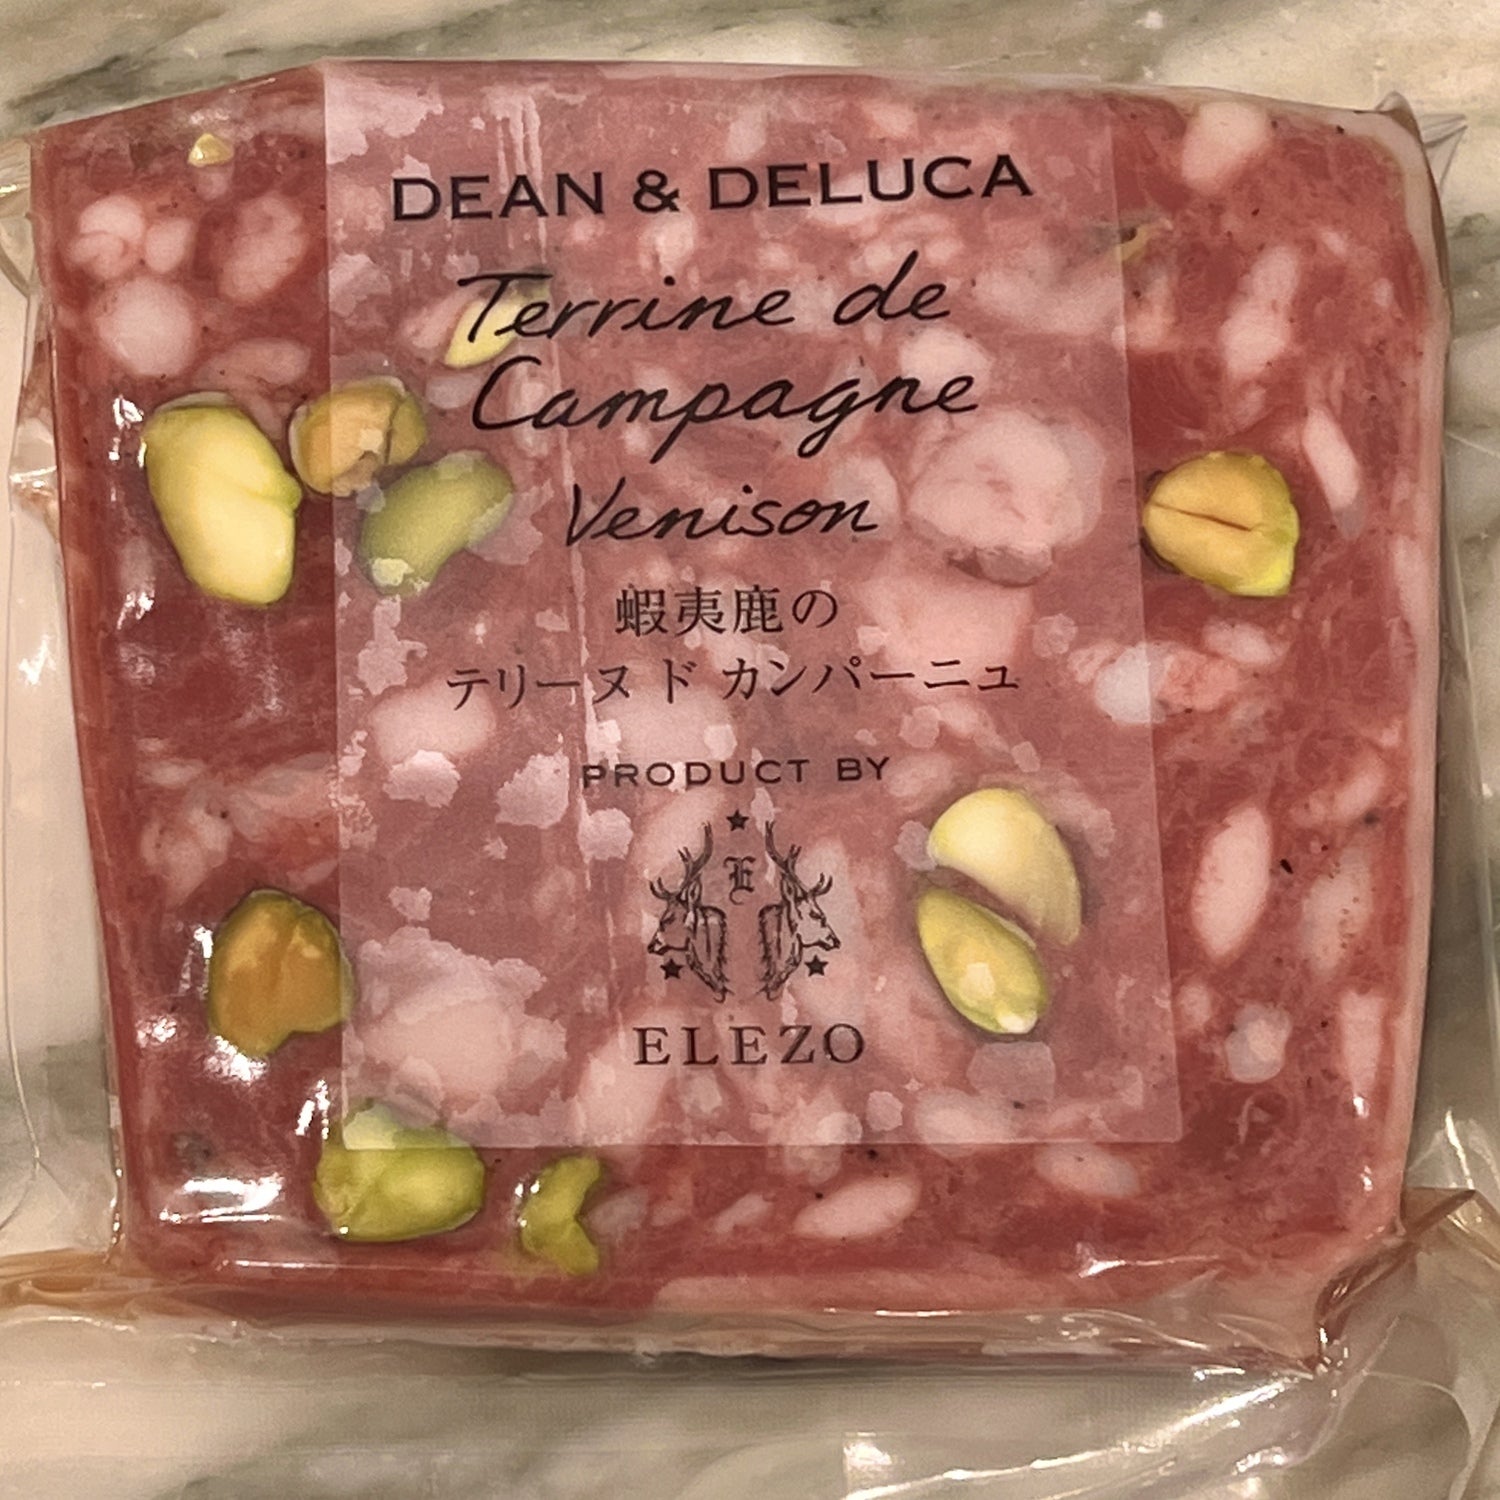 DEAN & DELUCA
Terrine de
Campagne
Venison
蝦夷鹿の
テリーヌ ド カンパーニュ
PRODUCT BY
E
ELEZO